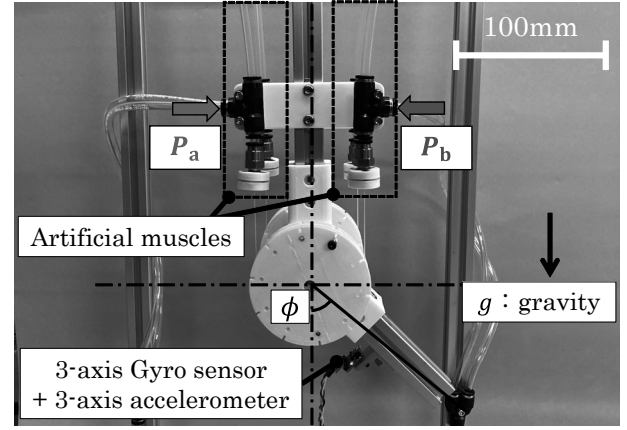 100mm
Pa
Pb
Artificial muscles
ϕ
g : gravity
3-axis Gyro sensor
+ 3-axis accelerometer